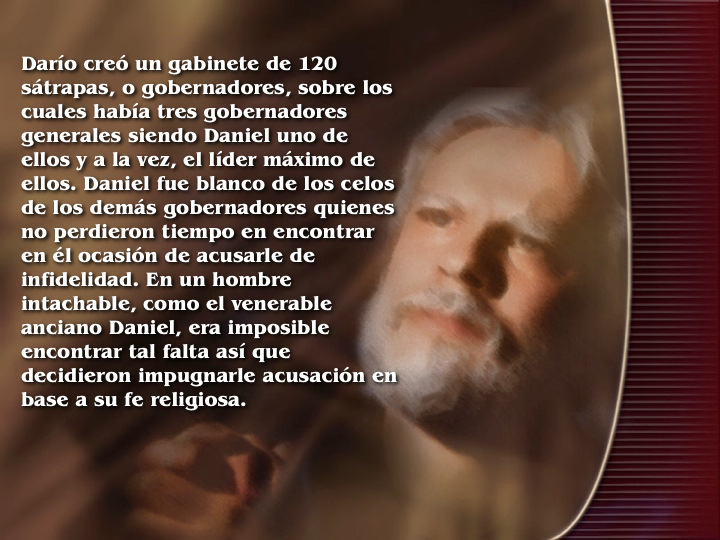 Darío creó un gabinete de 120
sátrapas, o gobernadores, sobre los
cuales había tres gobernadores
generales siendo Daniel uno de
ellos y a la vez, el líder máximo de
ellos. Daniel fue blanco de los celos
de los demás gobernadores quienes
no perdieron tiempo en encontrar
en él ocasión de acusarle de
infidelidad. En un hombre
intachable, como el venerable
anciano Daniel, era imposible
encontrar tal falta así que
decidieron impugnarle acusación en
base a su fe religiosa.